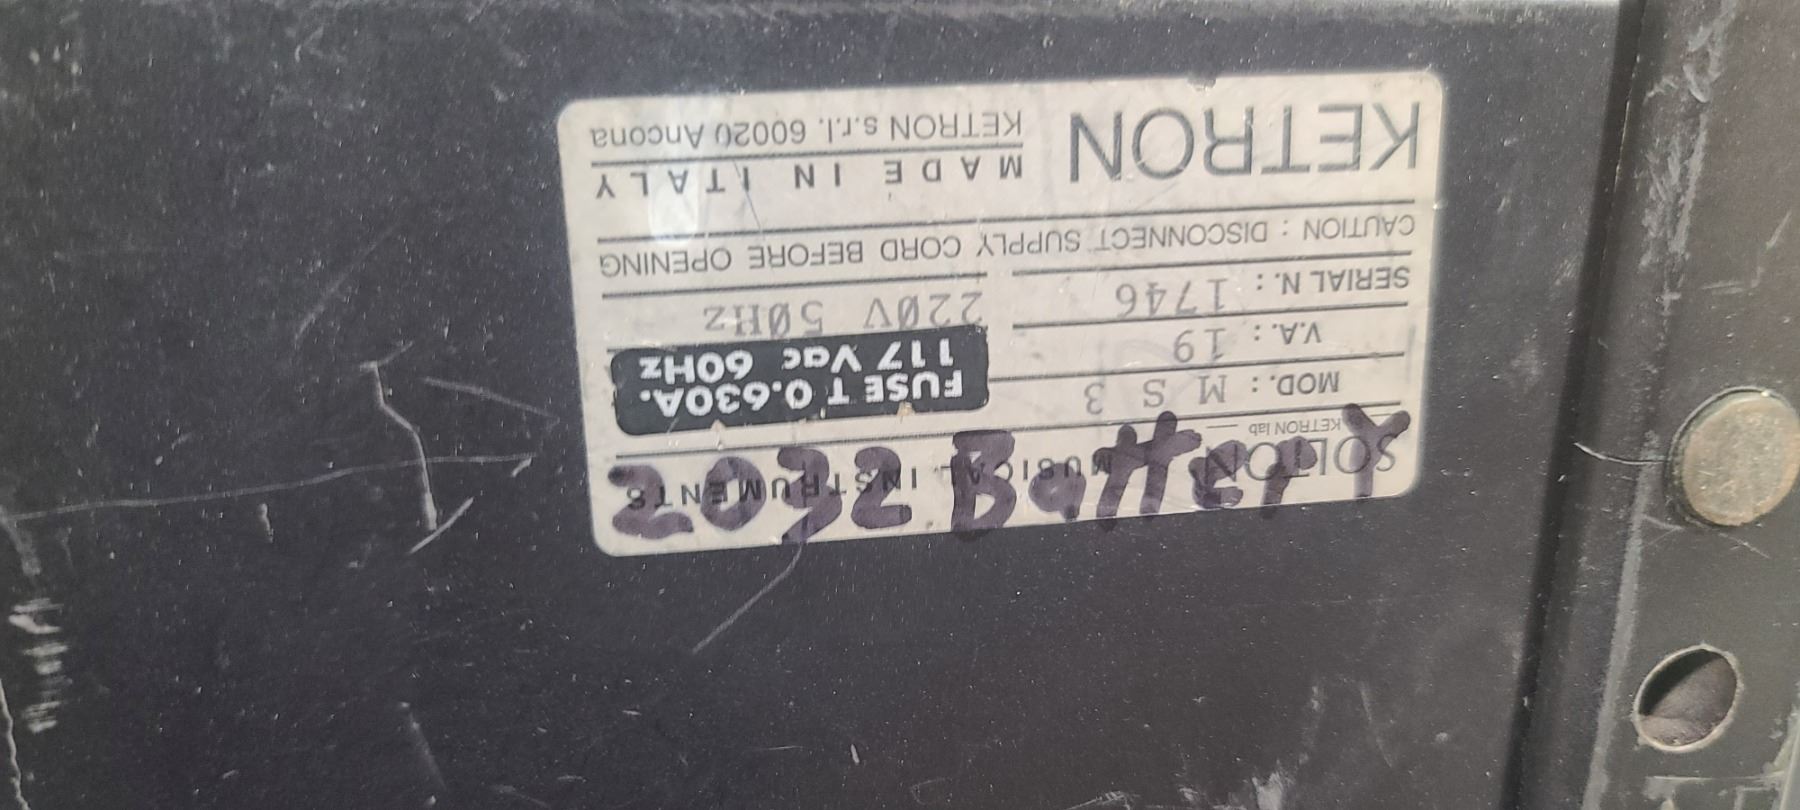 SOLTON MUSICAL INSTRUMENTS
KETRON lab
2032 Battery
MOD.: M S 3
FUSE T 0.630A.
117 Vac 60Hz
V.A.: 19
220V 50Hz
SERIAL N.: 1746
CAUTION : DISCONNECT SUPPLY CORD BEFORE OPENING
KETRON
MADE IN ITALY
KETRON s.r.l. 60020 Ancona